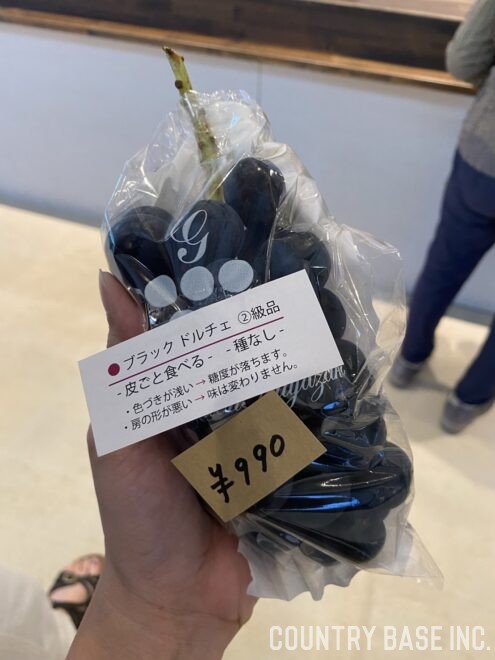 G
● ブラック ドルチェ ②級品
- 皮ごと食べる - - 種なし -
・色づきが浅い → 糖度が落ちます。
・房の形が悪い → 味は変わりません。
¥990
COUNTRY BASE INC.